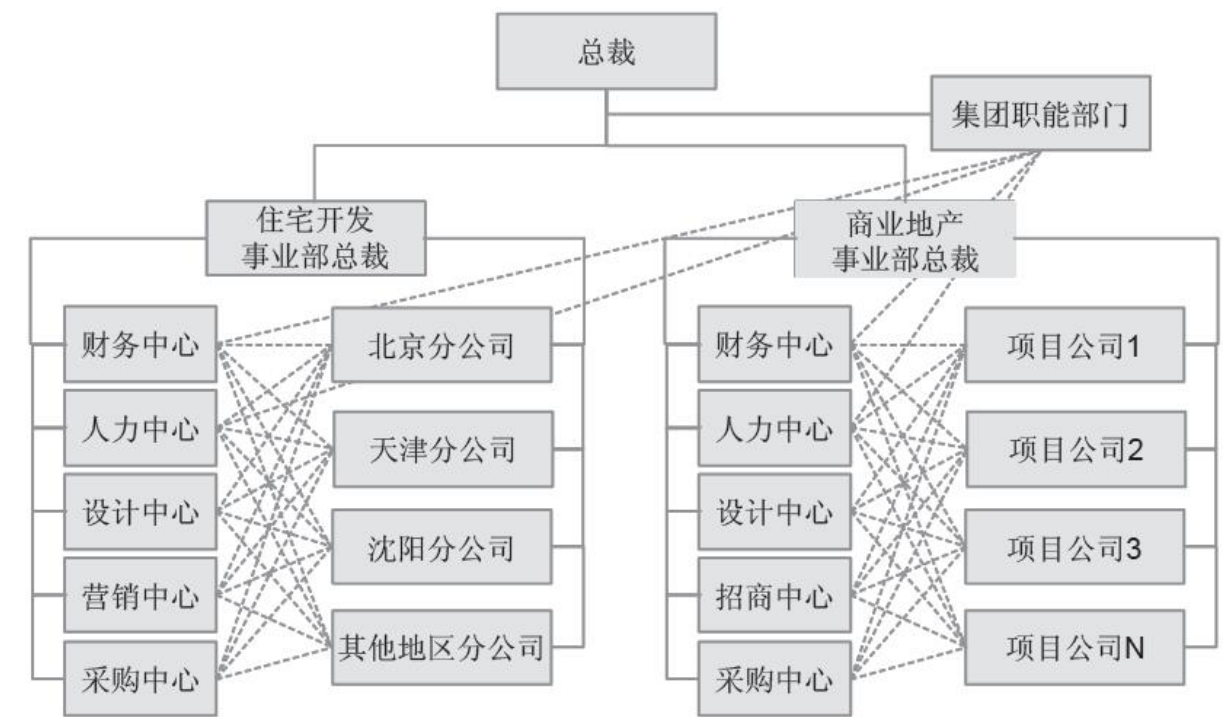 总裁
集团职能部门
住宅开发
事业部总裁
商业地产
事业部总裁
财务中心
人力中心
设计中心
营销中心
采购中心
北京分公司
天津分公司
沈阳分公司
其他地区分公司
财务中心
人力中心
设计中心
招商中心
采购中心
项目公司1
项目公司2
项目公司3
项目公司N